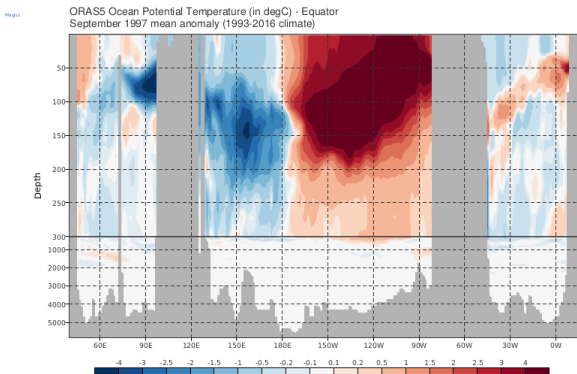 Magics
ORAS5 Ocean Potential Temperature (in degC) - Equator
September 1997 mean anomaly (1993-2016 climate)
Depth
50
100
150
200
250
300
1000
2000
3000
4000
5000
60E 90E 120E 150E 180E 150W 120W 90W 60W 30W 0W
-4 -3 -2.5 -2 -1.5 -1 -0.5 -0.2 -0.1 0.1 0.2 0.5 1 1.5 2 2.5 3 4